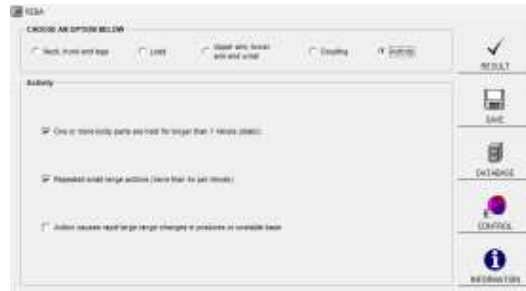 REBA
CHOOSE AN OPTION BELOW
Neck, trunk and legs
Load
Upper arm, lower
arm and wrist
Coupling
Activity
Activity
One or more body parts are held for longer than 1 minute (static)
Repeated small range actions (more than 4x per minute)
Action causes rapid large range changes in postures or unstable base
RESULT
SAVE
DATABASE
CONTROL
INFORMATION